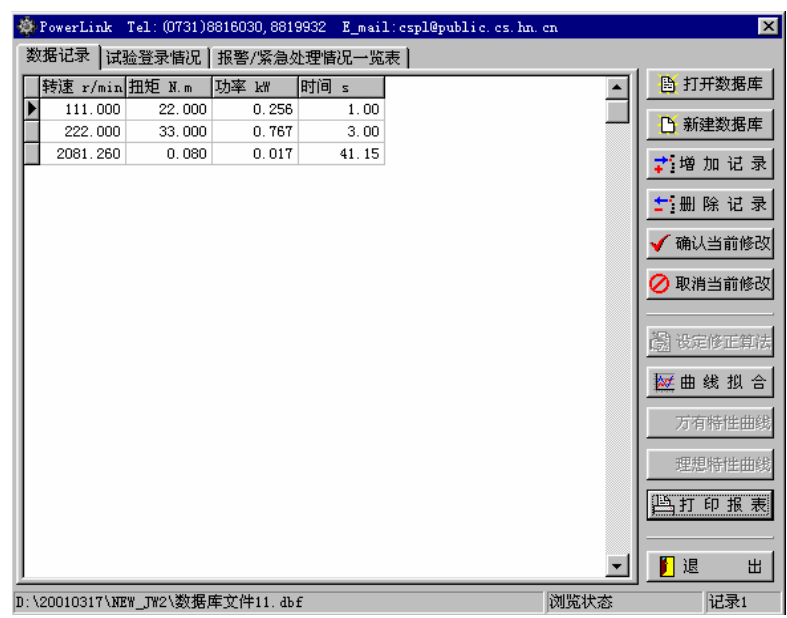 PowerLink Tel:(0731)8816030,8819932 E_mail:cspl@public.cs.hn.cn
数据记录 试验登录情况 报警/紧急处理情况一览表
转速 r/min 扭矩 N.m 功率 kW 时间 s
111.000 22.000 0.256 1.00
222.000 33.000 0.767 3.00
2081.260 0.080 0.017 41.15
打开数据库
新建数据库
增加记录
删除记录
确认当前修改
取消当前修改
设定修正算法
曲线拟合
万有特性曲线
理想特性曲线
打印报表
退出
D:\20010317\NEW_JW2\数据库文件11.dbf 浏览状态 记录1